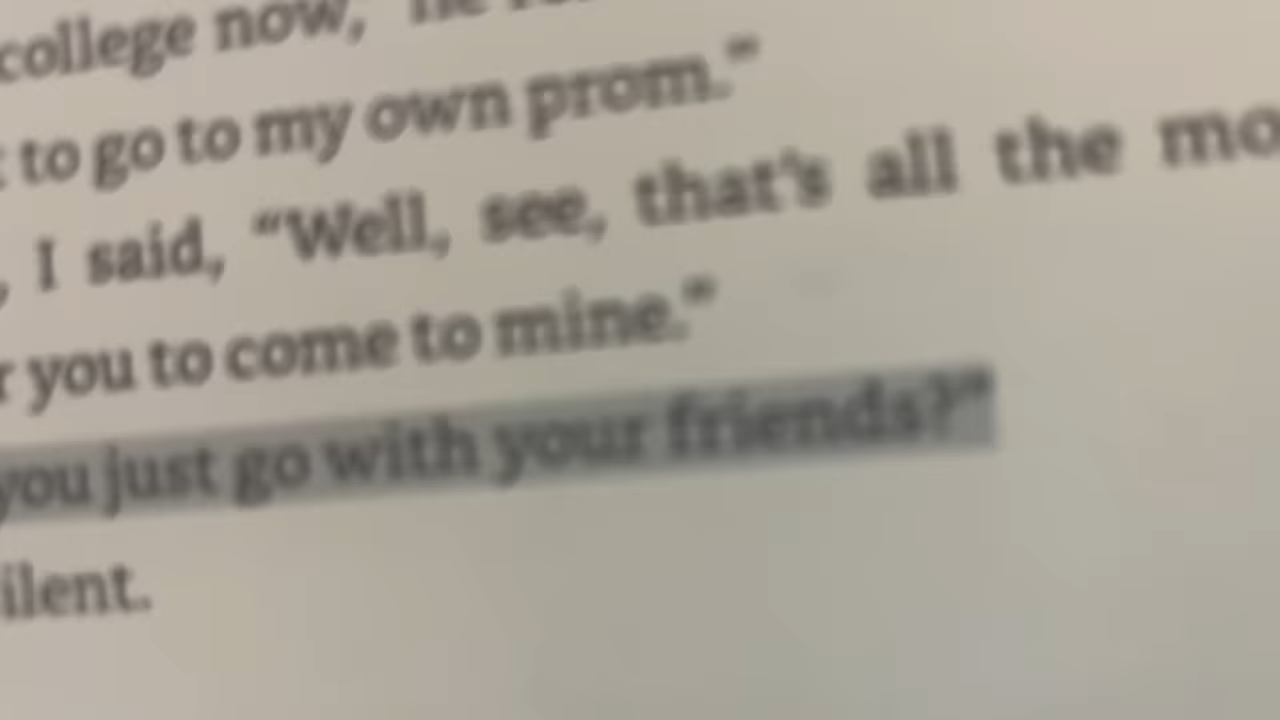 college now,” he
to go to my own prom.”
, I said, “Well, see, that’s all the
you to come to mine.”
you just go with your friends?”
ilent.